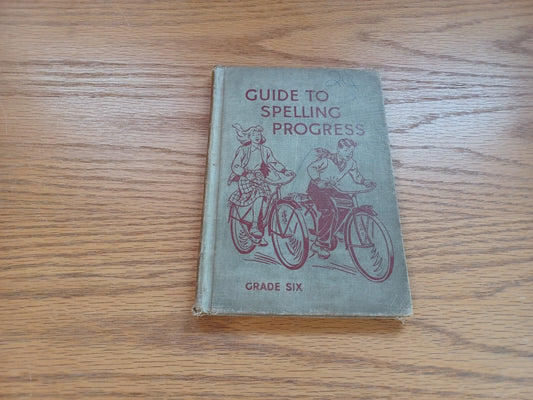 GUIDE TO
SPELLING
PROGRESS
GRADE SIX